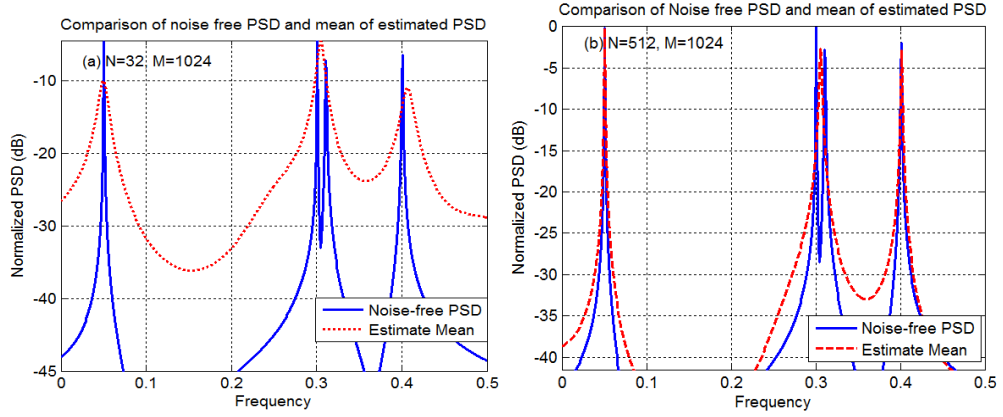 Comparison of noise free PSD and mean of estimated PSD
(a) N=32, M=1024
-10
-20
-30
-40
-45
0
0.1
0.2
0.3
0.4
0.5
Normalized PSD (dB)
Frequency
Noise-free PSD
Estimate Mean
Comparison of Noise free PSD and mean of estimated PSD
(b) N=512, M=1024
0
-5
-10
-15
-20
-25
-30
-35
-40
0
0.1
0.2
0.3
0.4
0.5
Normalized PSD (dB)
Frequency
Noise-free PSD
Estimate Mean